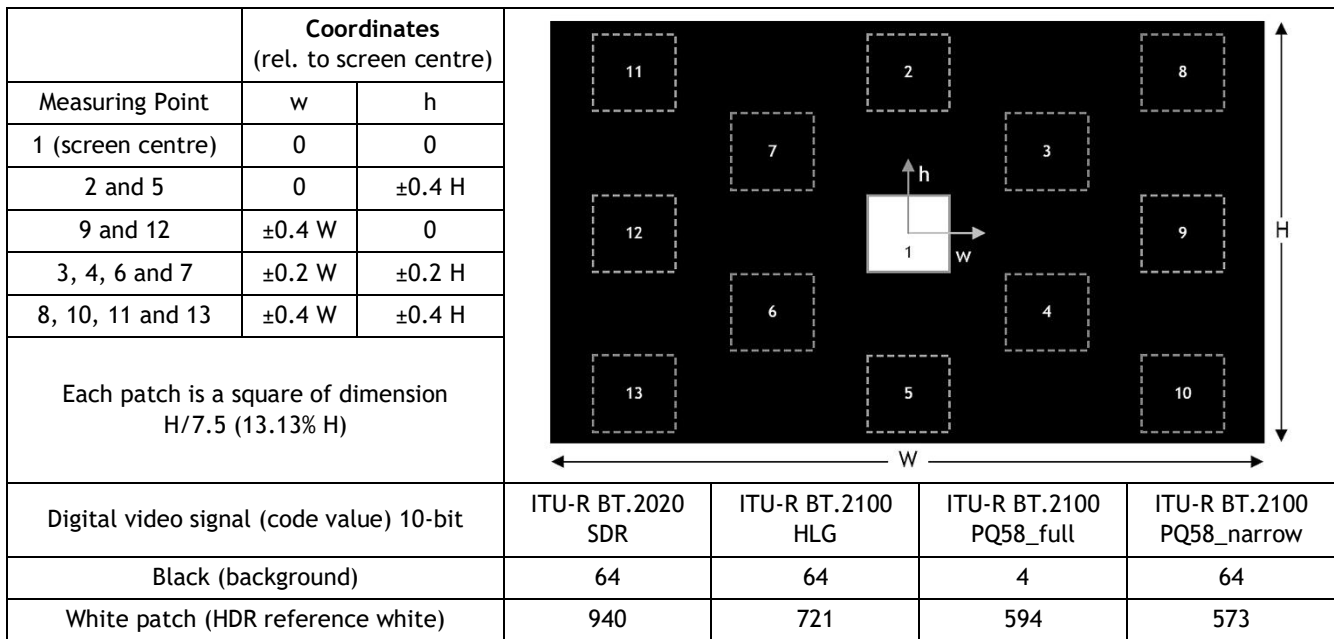 Coordinates
(rel. to screen centre)
Measuring Point w h
1 (screen centre) 0 0
2 and 5 0 ±0.4 H
9 and 12 ±0.4 W 0
3, 4, 6 and 7 ±0.2 W ±0.2 H
8, 10, 11 and 13 ±0.4 W ±0.4 H
Each patch is a square of dimension
H/7.5 (13.13% H)
11 2 8
7 3
h
12 9 H
1 w
6 4
13 5 10
W
Digital video signal (code value) 10-bit ITU-R BT.2020 SDR ITU-R BT.2100 HLG ITU-R BT.2100 PQ58_full ITU-R BT.2100 PQ58_narrow
Black (background) 64 64 4 64
White patch (HDR reference white) 940 721 594 573